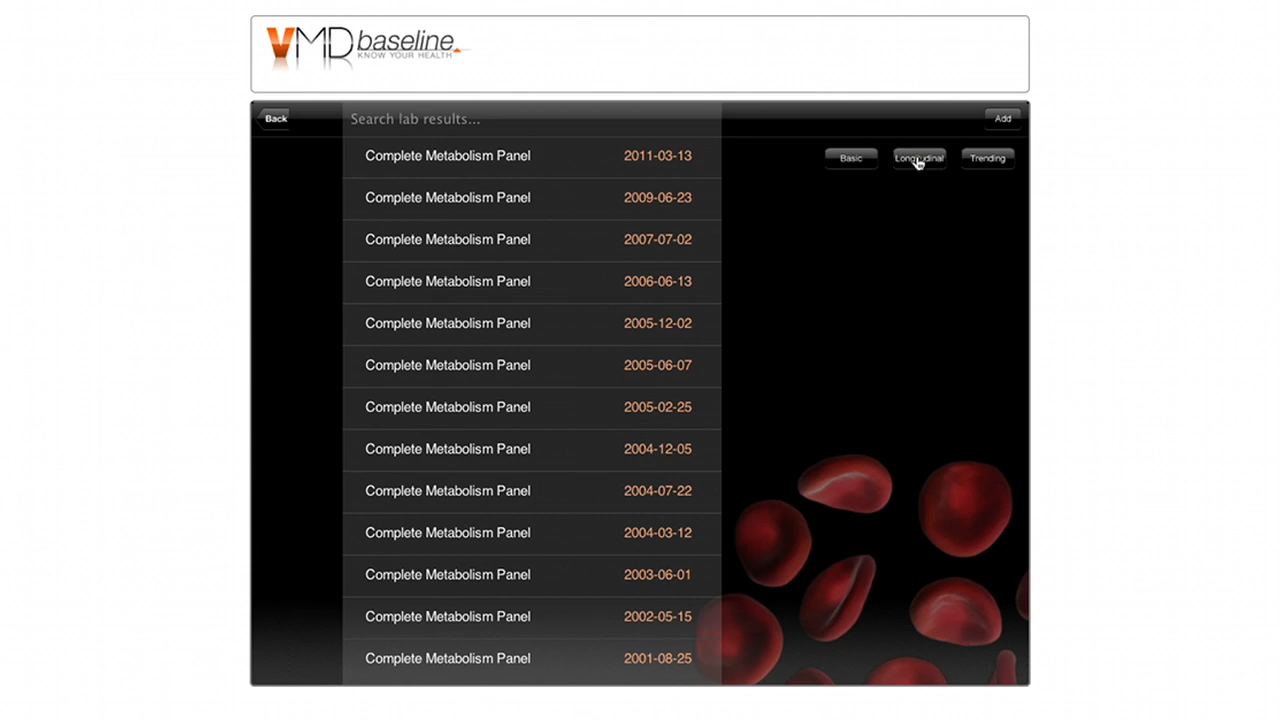 VMD baseline
KNOW YOUR HEALTH
Back
Search lab results...
Add
Complete Metabolism Panel 2011-03-13
Basic
Longitudinal
Trending
Complete Metabolism Panel 2009-06-23
Complete Metabolism Panel 2007-07-02
Complete Metabolism Panel 2006-06-13
Complete Metabolism Panel 2005-12-02
Complete Metabolism Panel 2005-06-07
Complete Metabolism Panel 2005-02-25
Complete Metabolism Panel 2004-12-05
Complete Metabolism Panel 2004-07-22
Complete Metabolism Panel 2004-03-12
Complete Metabolism Panel 2003-06-01
Complete Metabolism Panel 2002-05-15
Complete Metabolism Panel 2001-08-25